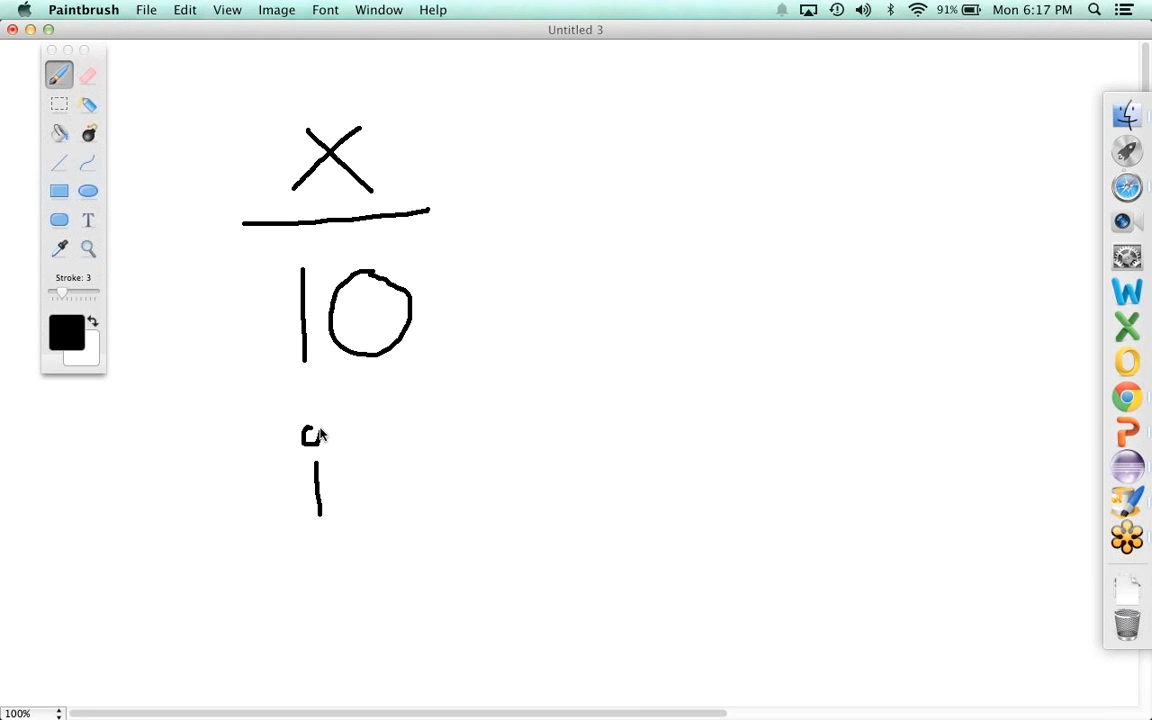 Paintbrush File Edit View Image Font Window Help 91% Mon 6:17 PM
Untitled 3
T
Stroke: 3
X
10
i
W
X
O
P
100%